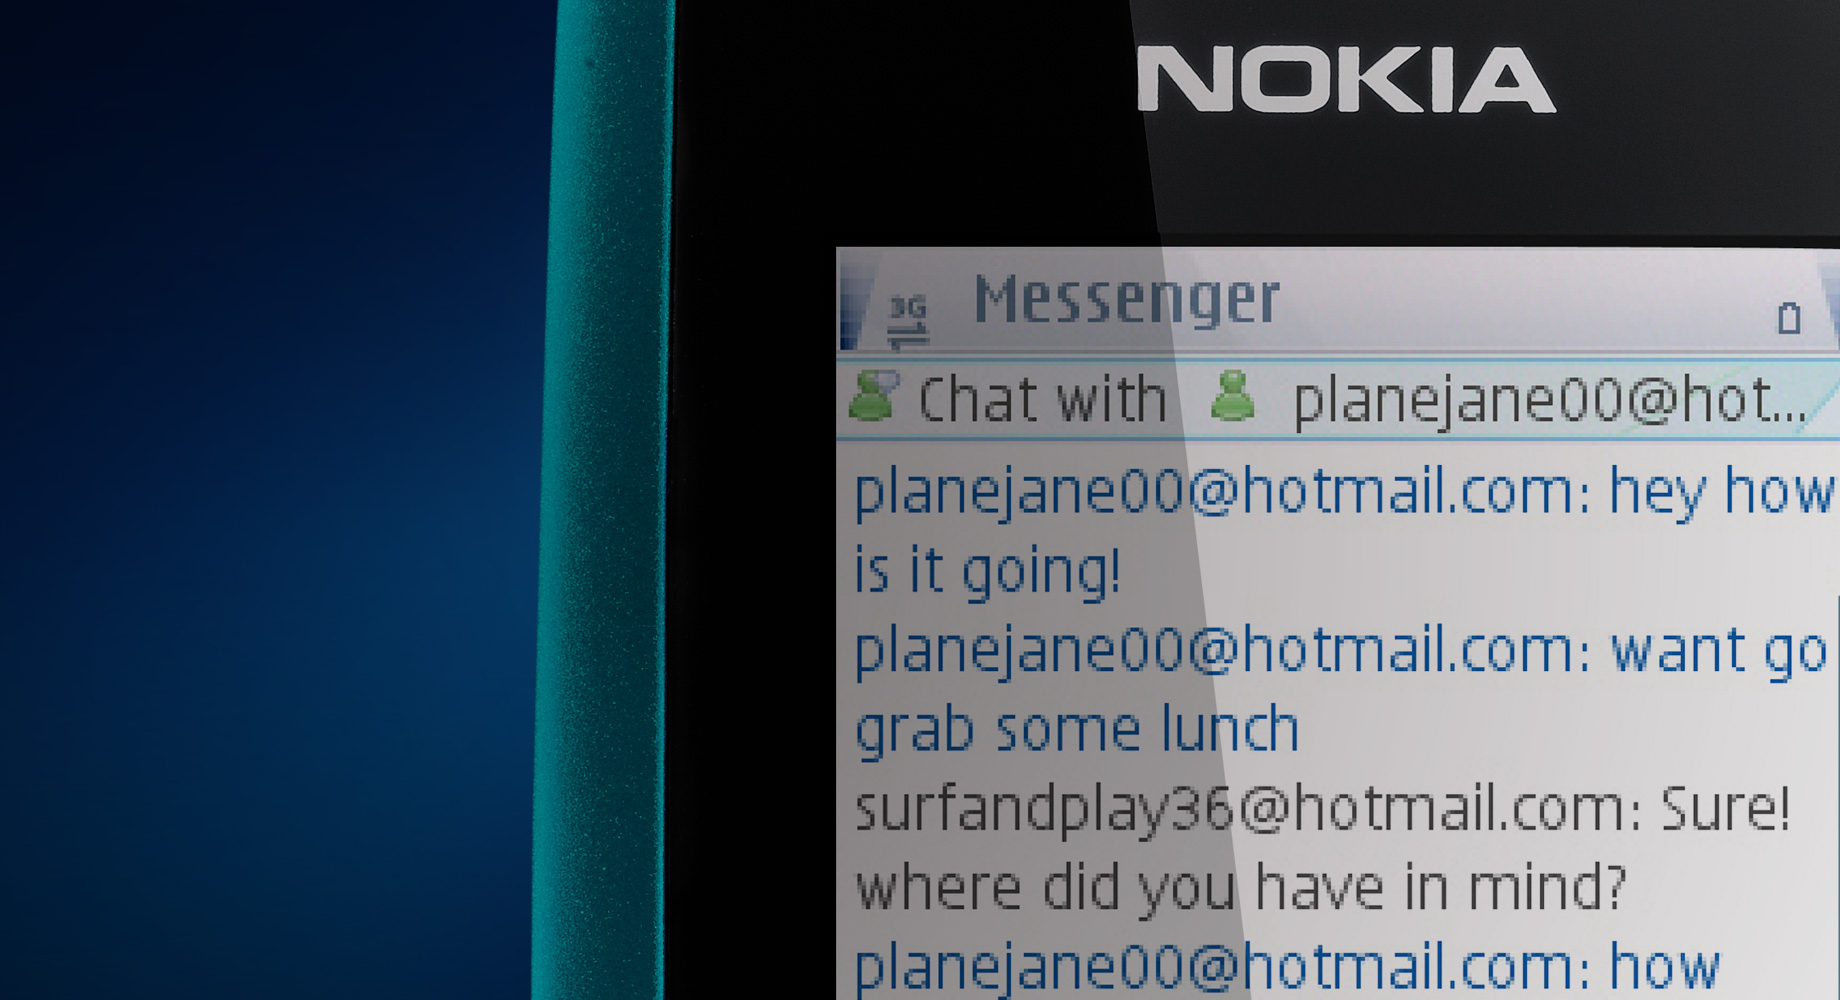 NOKIA
3G
Messenger
Chat with planejane00@hot...
planejane00@hotmail.com: hey how
is it going!
planejane00@hotmail.com: want go
grab some lunch
surfandplay36@hotmail.com: Sure!
where did you have in mind?
planejane00@hotmail.com: how